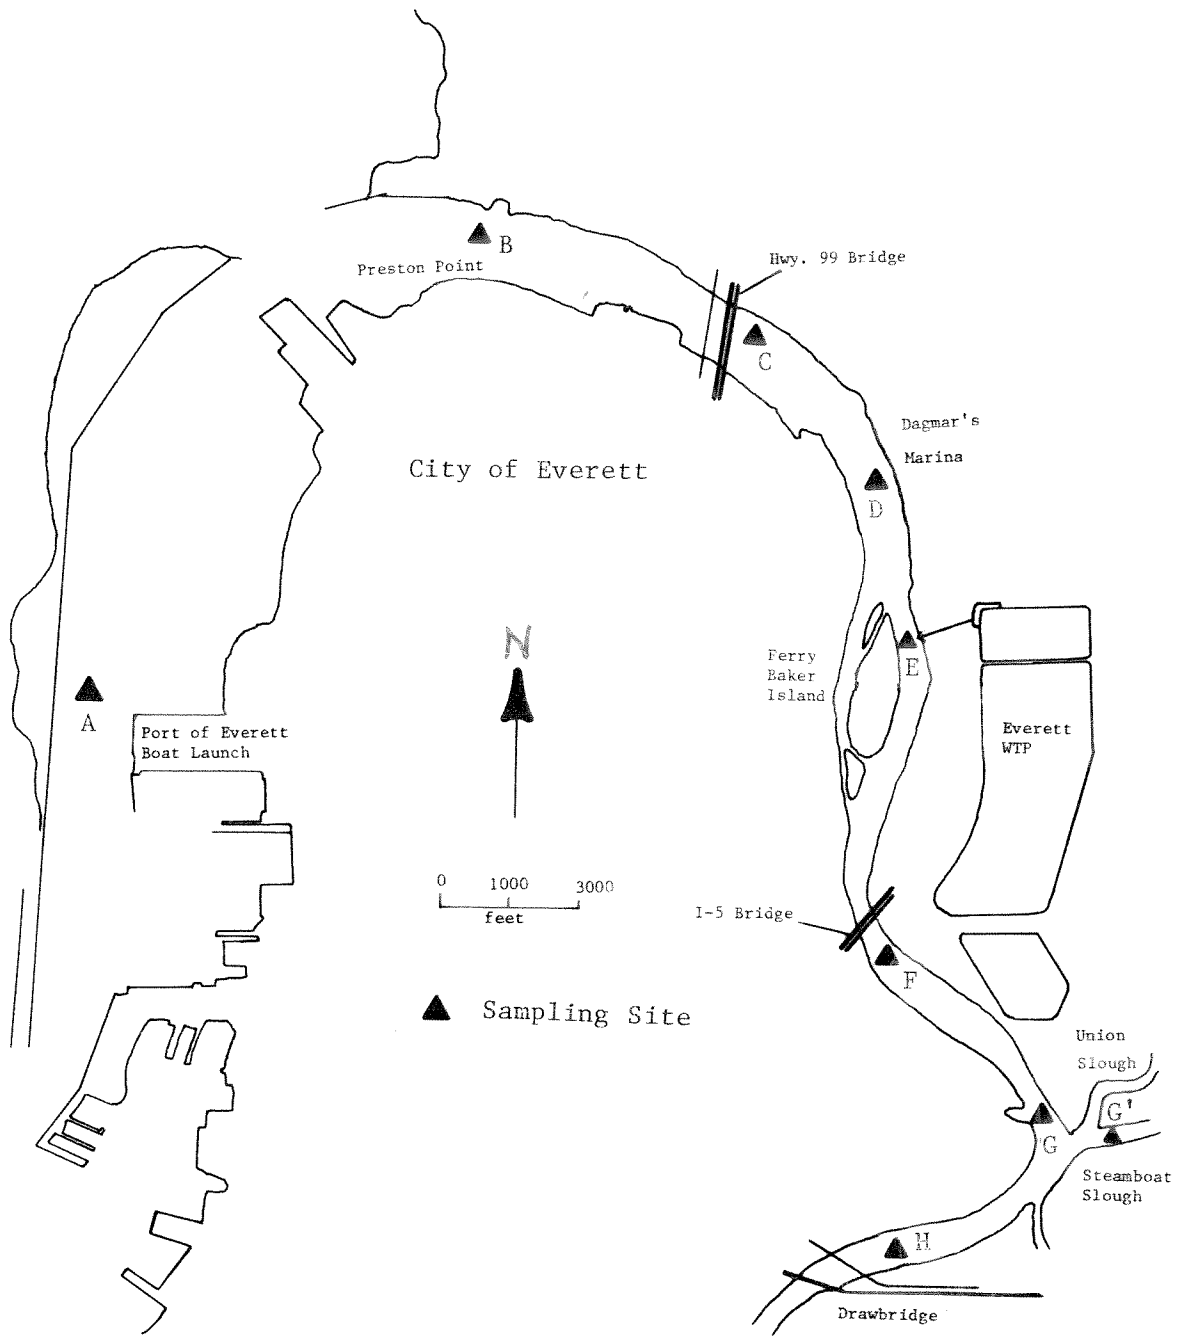 B
Preston Point
Hwy. 99 Bridge
C
Dagmar's
Marina
City of Everett
D
N
E
Ferry
Baker
Island
A
Port of Everett
Boat Launch
Everett
WTP
0 1000 3000
feet
I-5 Bridge
F
Sampling Site
Union
Slough
G'
G
Steamboat
Slough
H
Drawbridge